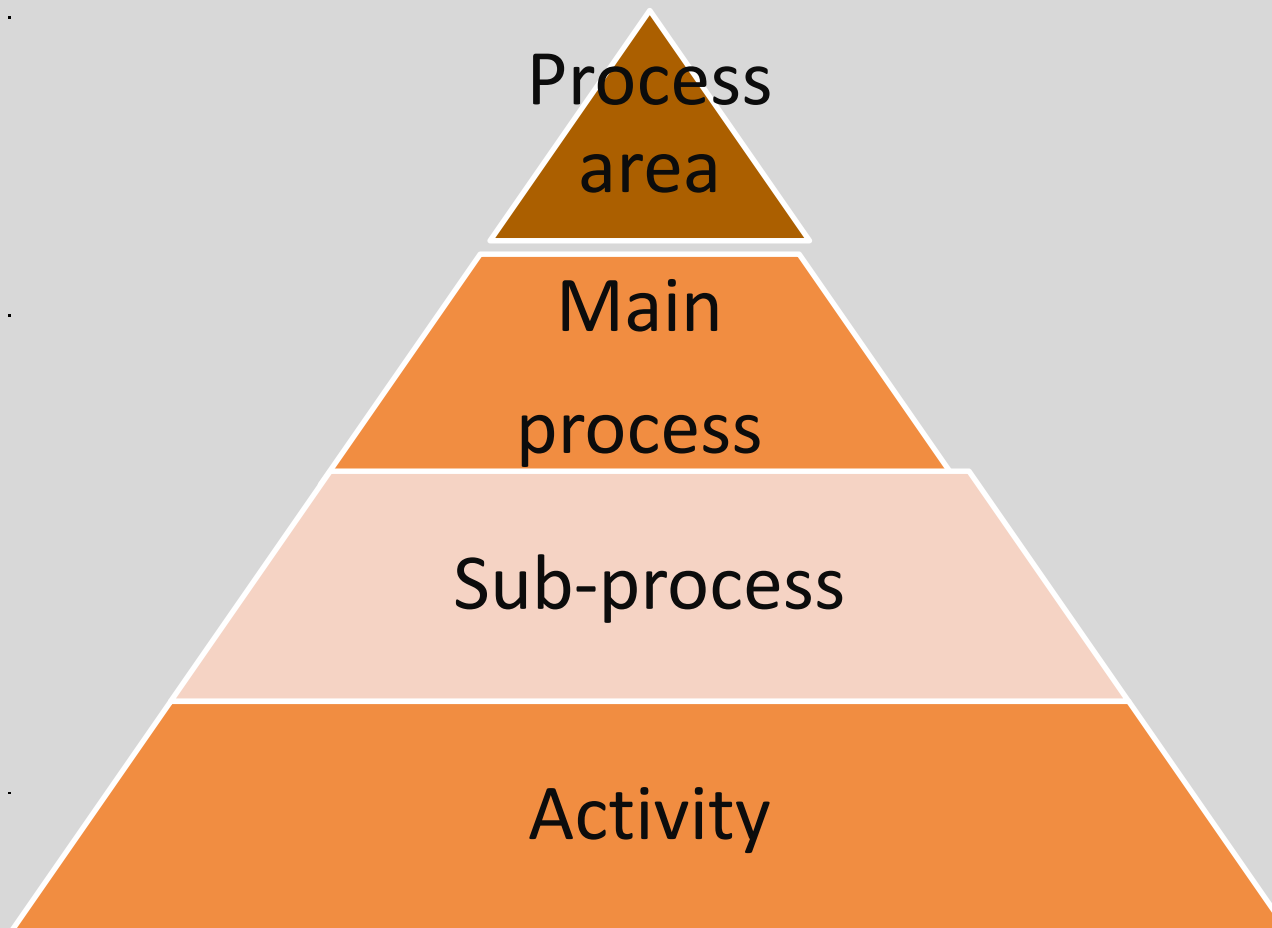 Process
area
Main
process
Sub-process
Activity